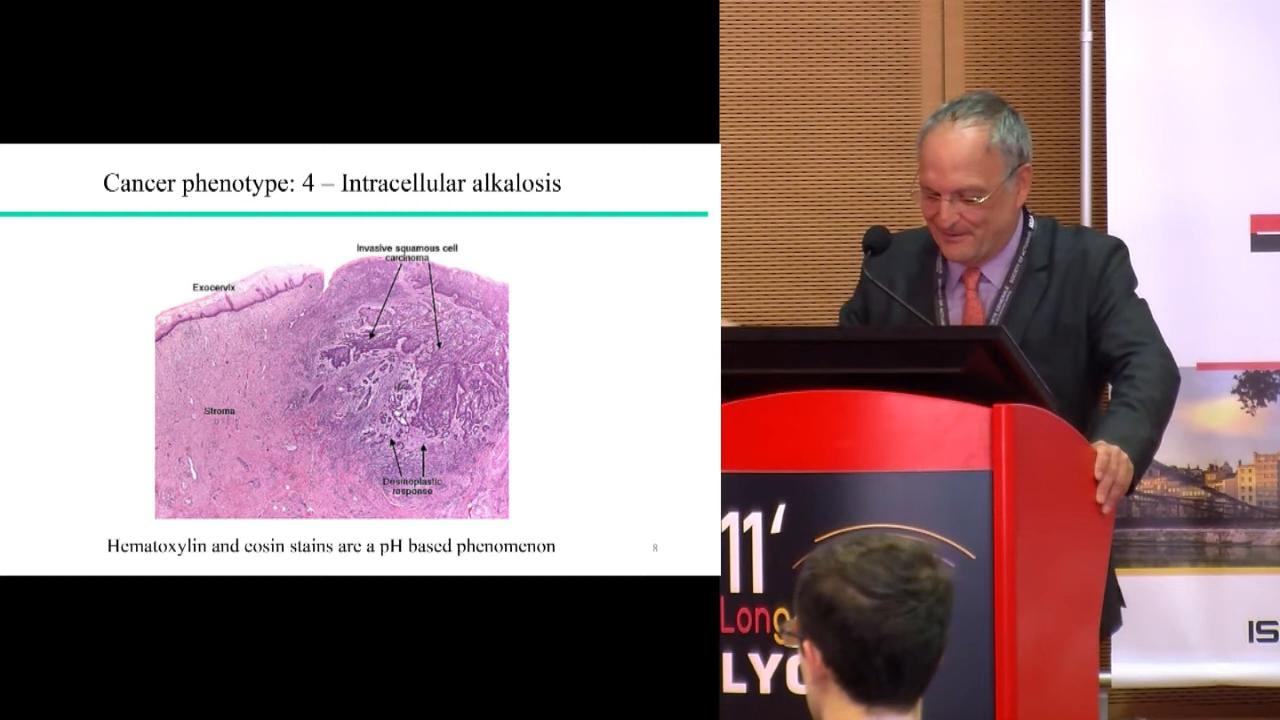 Cancer phenotype: 4 – Intracellular alkalosis
Invasive squamous cell
carcinoma
Exocervix
Stroma
Desmoplastic
response
Hematoxylin and eosin stains are a pH based phenomenon
8
11'
Long
LYO
IS